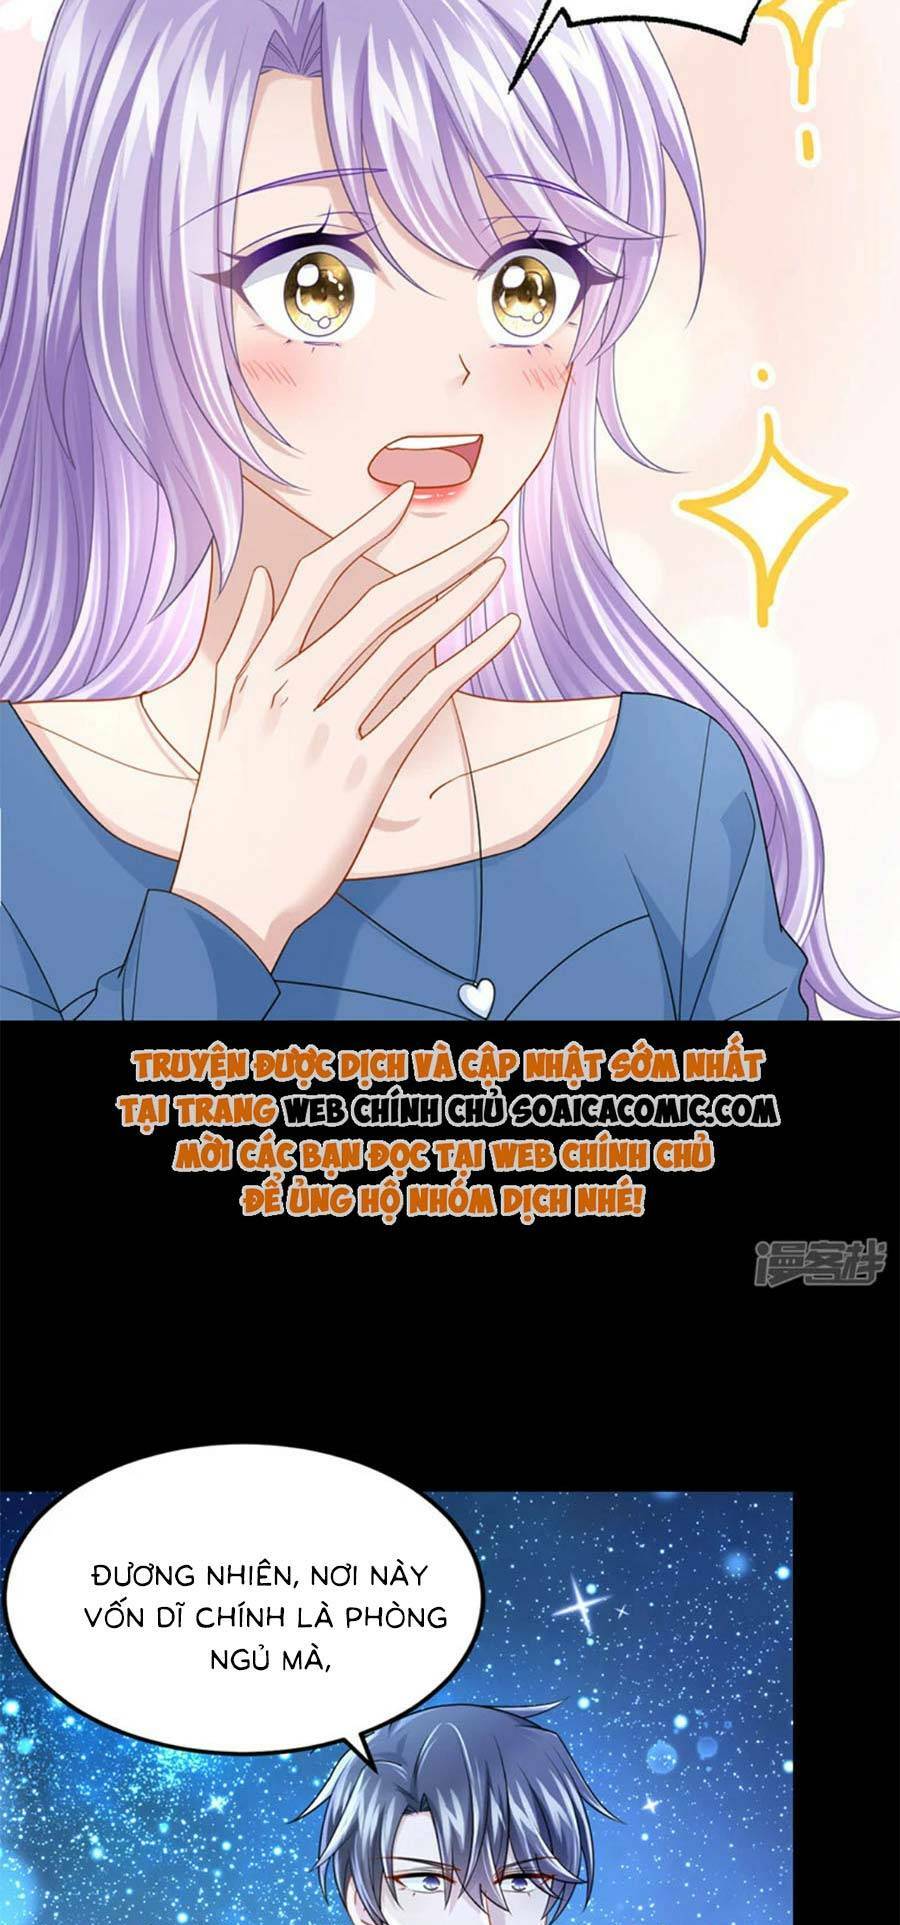 TRUYỆN ĐƯỢC DỊCH VÀ CẬP NHẬT SỚM NHẤT
TẠI TRANG WEB CHÍNH CHỦ SOAICACOMIC.COM
MỜI CÁC BẠN ĐỌC TẠI WEB CHÍNH CHỦ
ĐỂ ỦNG HỘ NHÓM DỊCH NHÉ!
漫客栈
ĐƯƠNG NHIÊN, NƠI NÀY
VỐN DĨ CHÍNH LÀ PHÒNG
NGỦ MÀ,